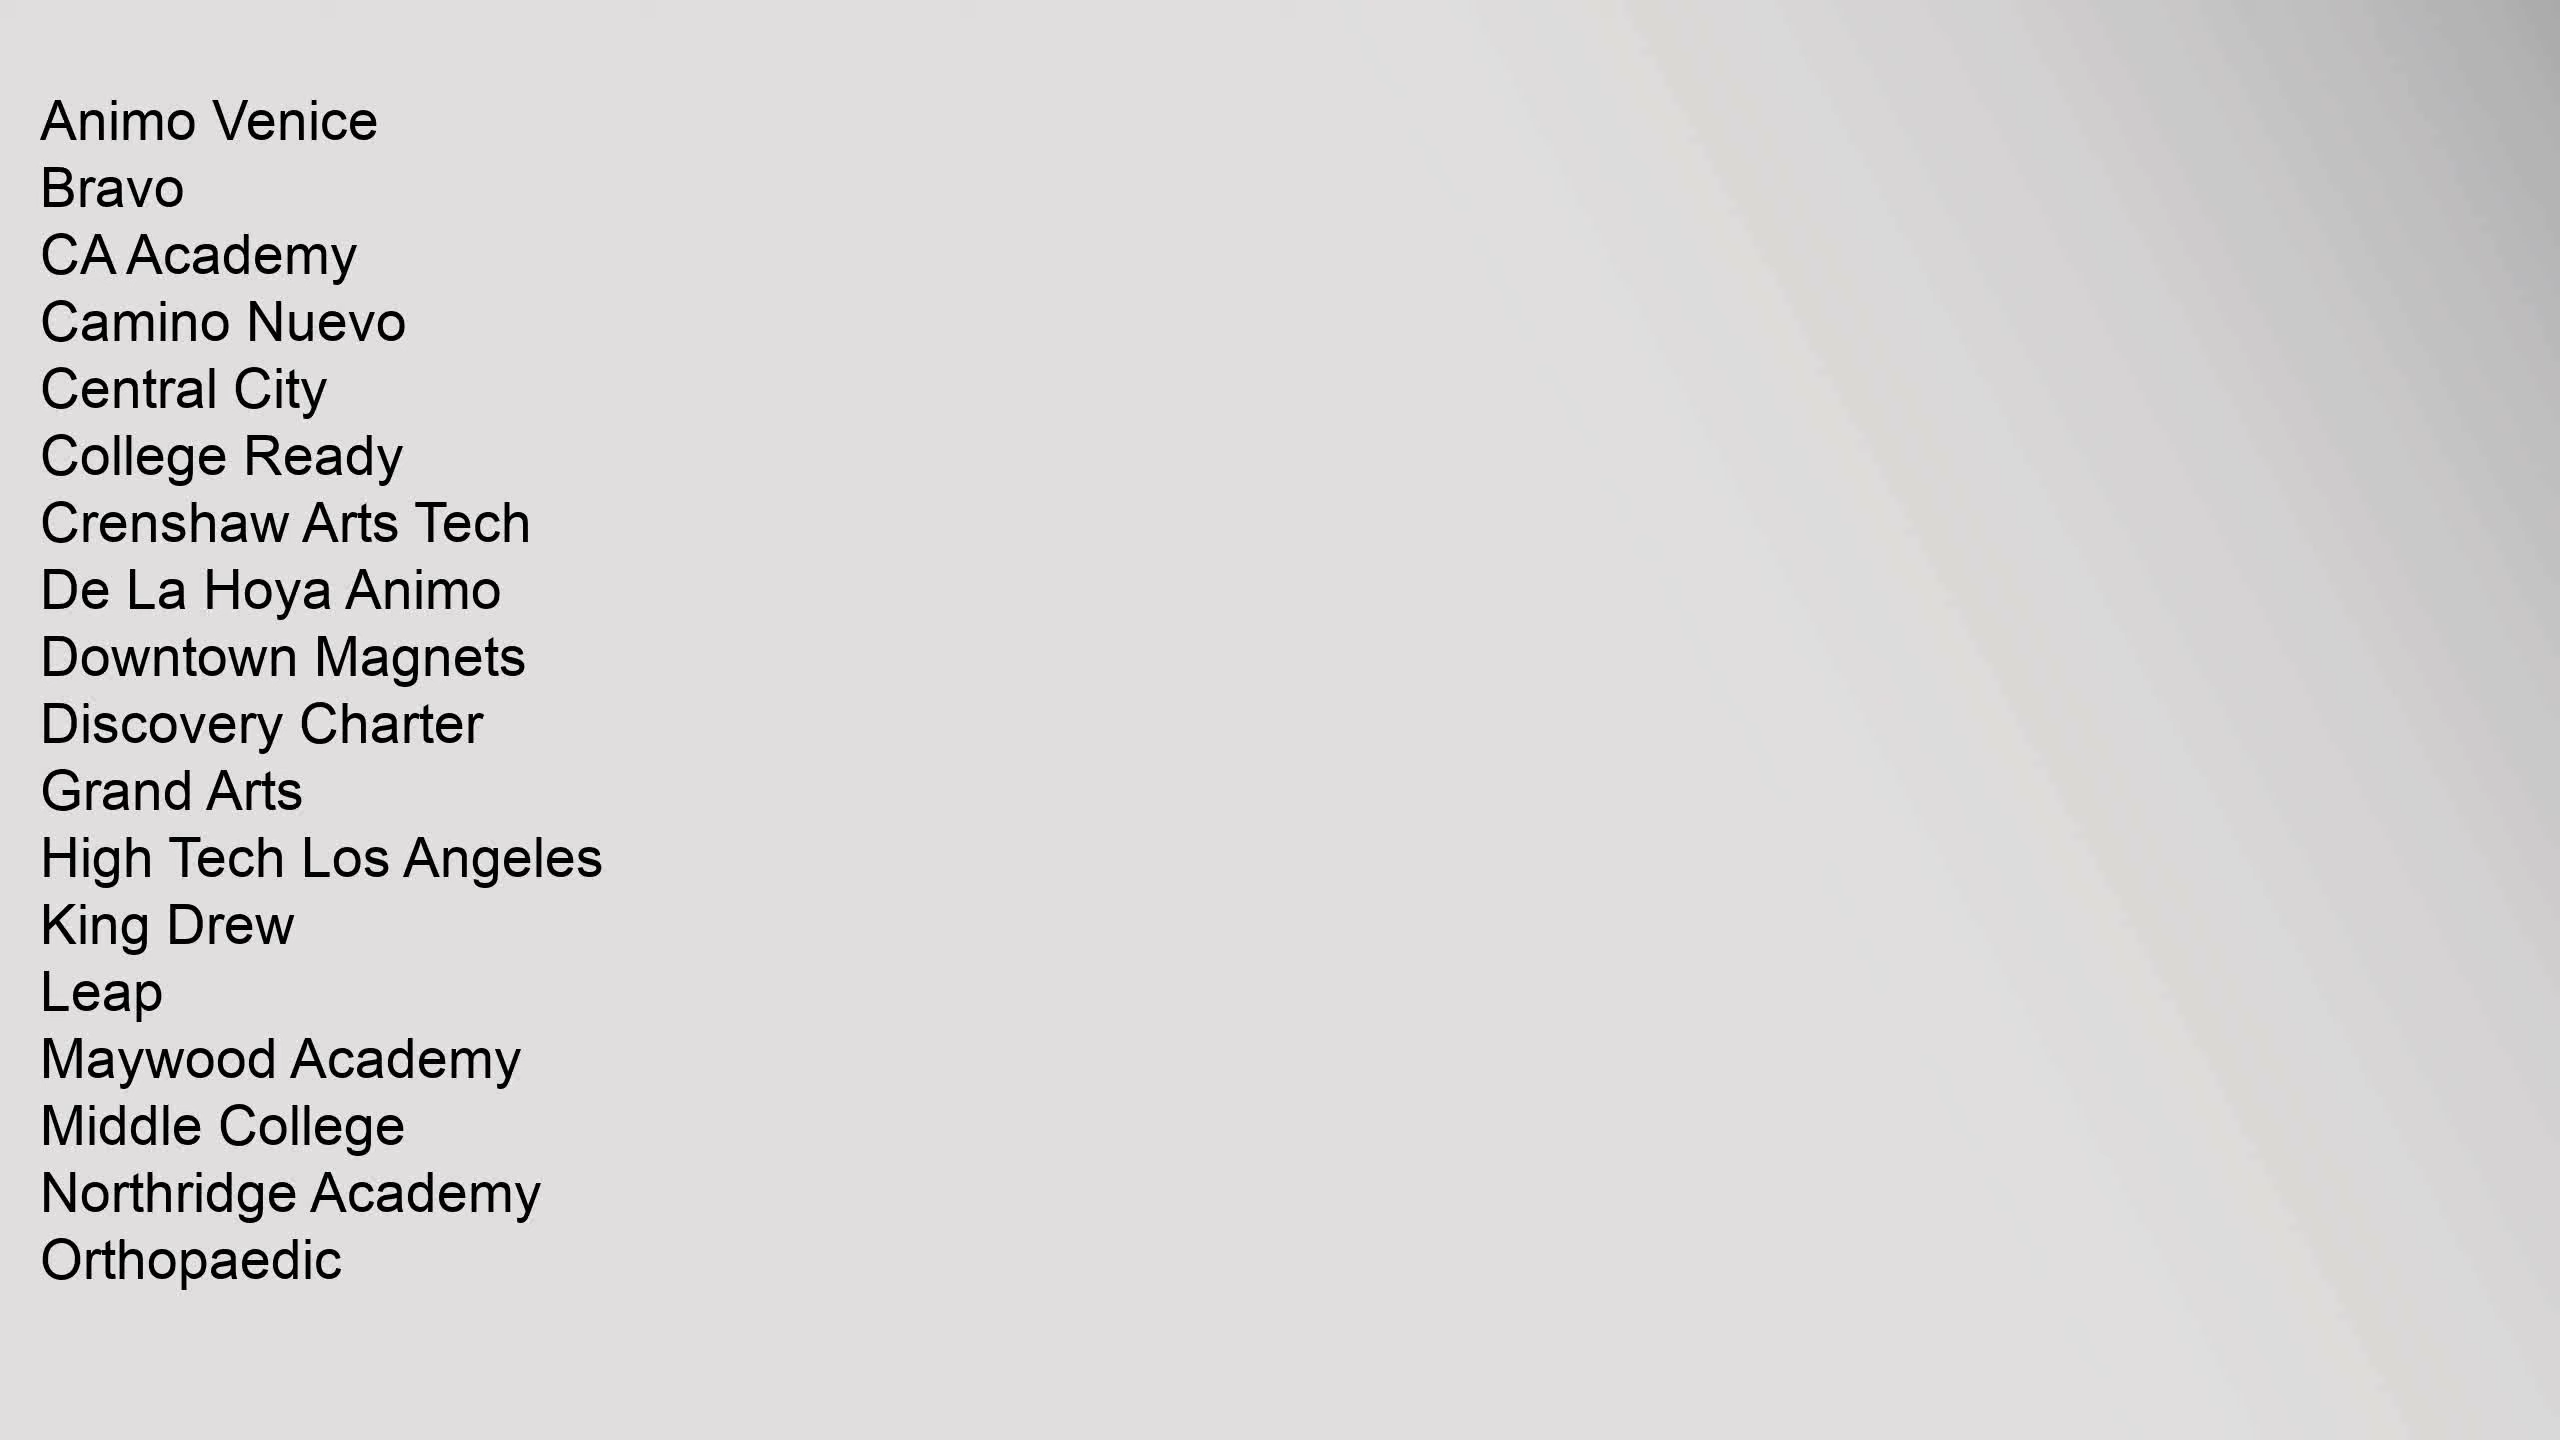 Animo Venice
Bravo
CA Academy
Camino Nuevo
Central City
College Ready
Crenshaw Arts Tech
De La Hoya Animo
Downtown Magnets
Discovery Charter
Grand Arts
High Tech Los Angeles
King Drew
Leap
Maywood Academy
Middle College
Northridge Academy
Orthopaedic